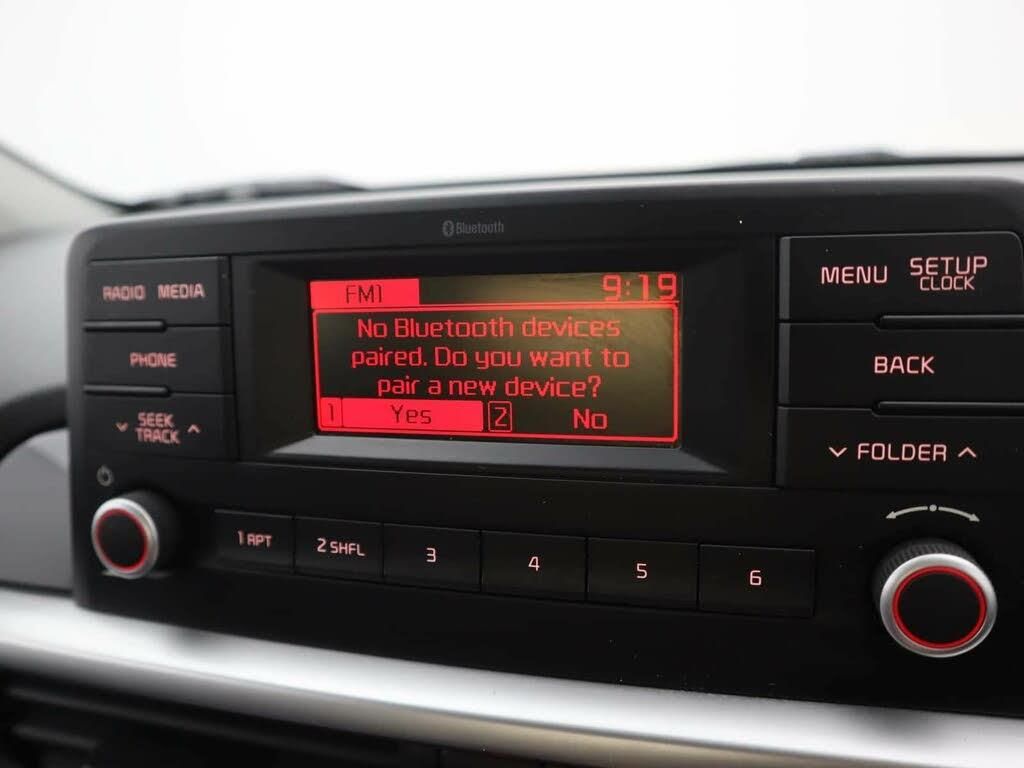 Bluetooth
RADIO MEDIA
PHONE
SEEK
TRACK
FM1 9:19
No Bluetooth devices
paired. Do you want to
pair a new device?
1 Yes 2 No
MENU SETUP
CLOCK
BACK
FOLDER
1 RPT 2 SHFL 3 4 5 6